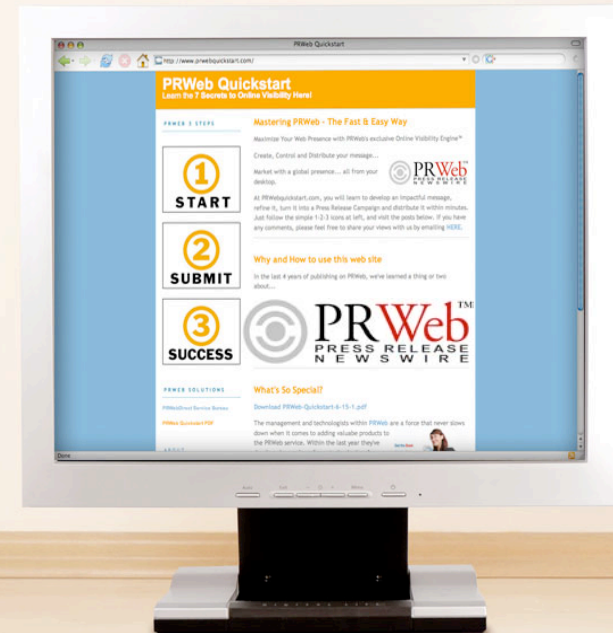 PRWeb Quickstart
http://www.prwebquickstart.com/
PRWeb Quickstart
Learn the 7 Secrets to Online Visibility Here!
PRWEB 3 STEPS
1
START
2
SUBMIT
3
SUCCESS
PRWEB SOLUTIONS
PRWebDirect Service Bureau
PRWeb Quickstart PDF
ABOUT
Mastering PRWeb - The Fast & Easy Way
Maximize Your Web Presence with PRWeb's exclusive Online Visibility Engine™
Create, Control and Distribute your message...
Market with a global presence... all from your
desktop.
PRWeb
PRESS RELEASE
NEWSWIRE
At PRWebquickstart.com, you will learn to develop an impactful message,
refine it, turn it into a Press Release Campaign and distribute it within minutes.
Just follow the simple 1-2-3 icons at left, and visit the posts below. If you have
any comments, please feel free to share your views with us by emailing HERE.
Why and How to use this web site
In the last 4 years of publishing on PRWeb, we've learned a thing or two
about...
PRWeb™
PRESS RELEASE
NEWSWIRE
What's So Special?
Download PRWeb-Quickstart-6-15-1.pdf
The management and technologists within PRWeb are a force that never slows
down when it comes to adding valuabe products to
the PRWeb service. Within the last year they've
Done
Auto
Menu